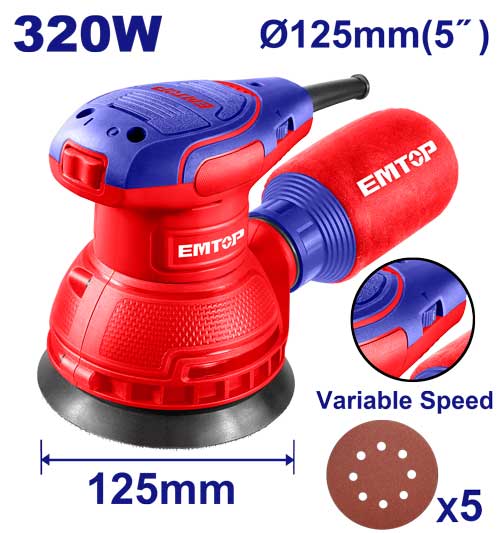 320W
Ø125mm(5˝)
EMTOP
I O
EMTOP
EMTOP
Variable Speed
125mm
x5